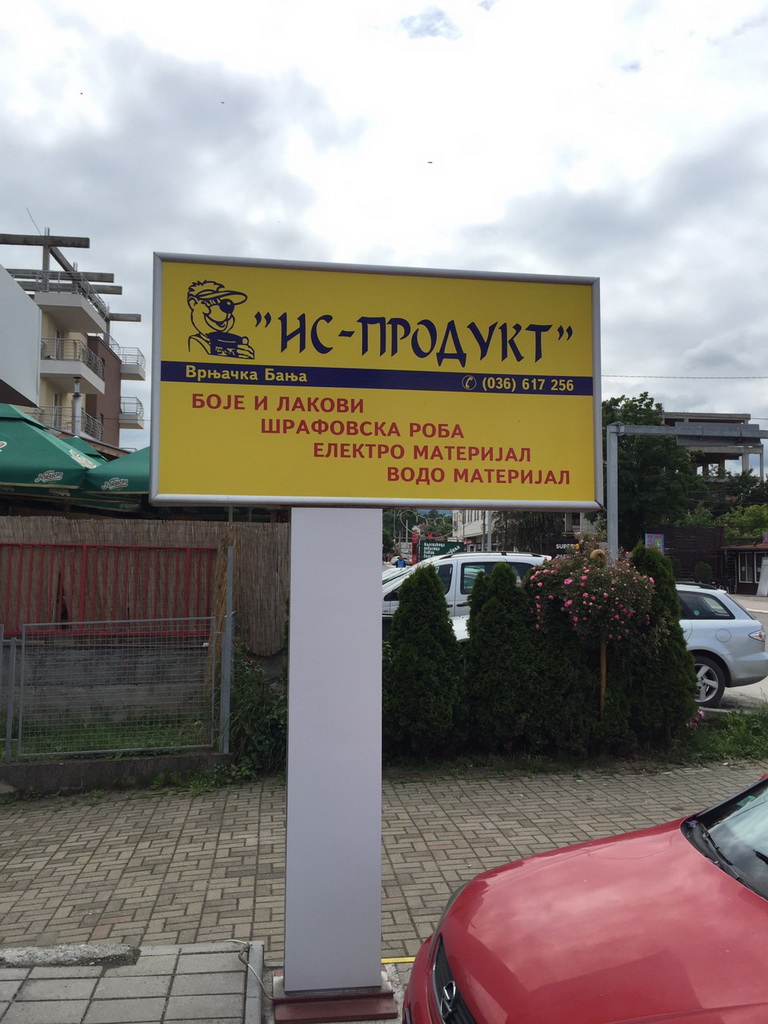 "ИС-ПРОДУКТ"
Врњачка Бања ✆ (036) 617 256
БОЈЕ И ЛАКОВИ
ШРАФОВСКА РОБА
ЕЛЕКТРО МАТЕРИЈАЛ
ВОДО МАТЕРИЈАЛ